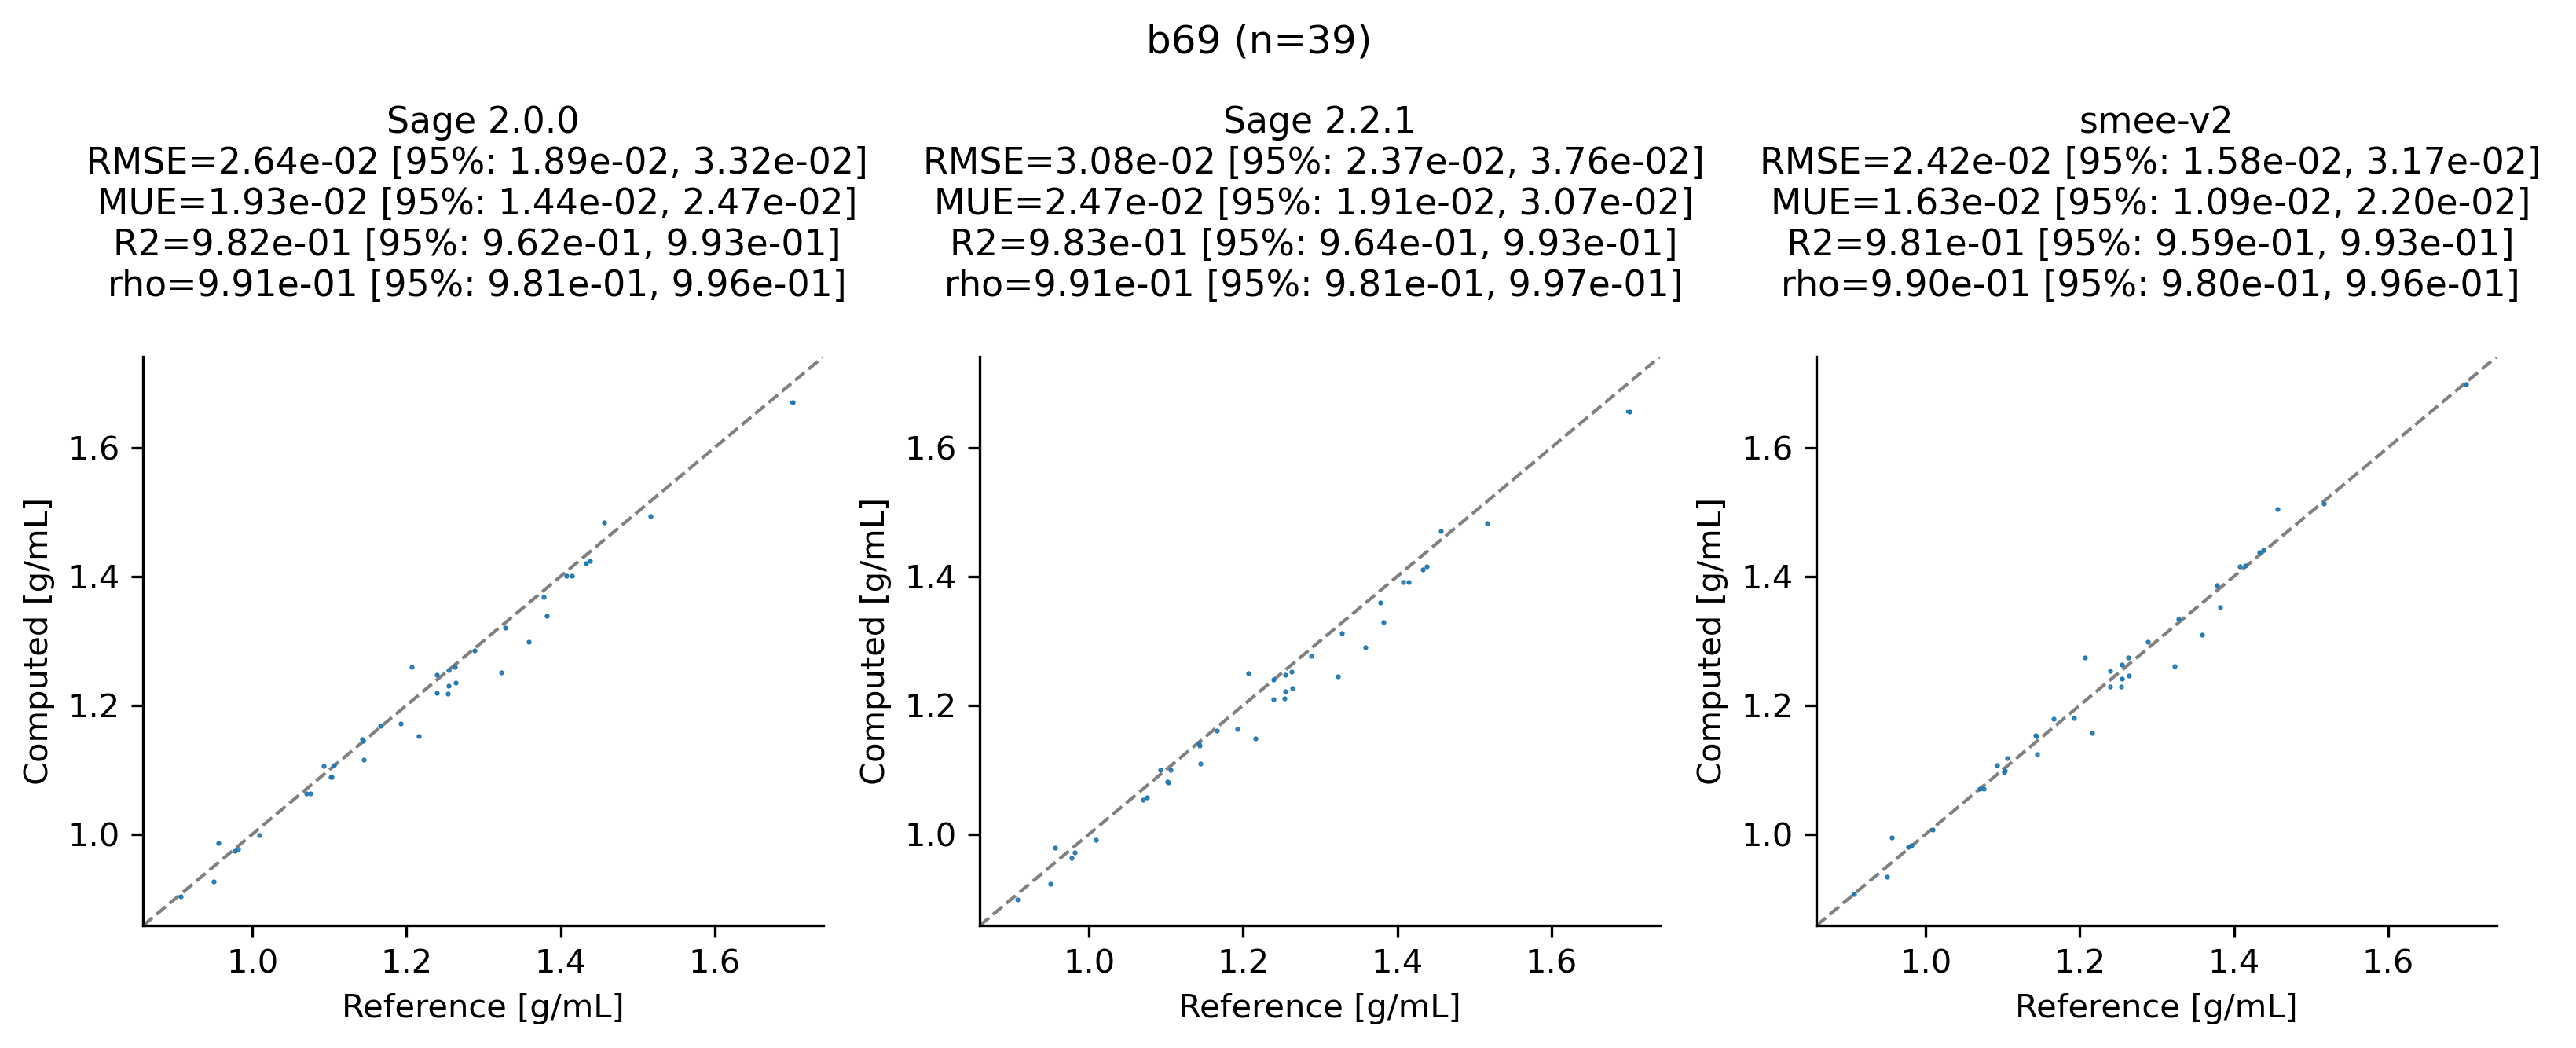 b69 (n=39)
Sage 2.0.0
RMSE=2.64e-02 [95%: 1.89e-02, 3.32e-02]
MUE=1.93e-02 [95%: 1.44e-02, 2.47e-02]
R2=9.82e-01 [95%: 9.62e-01, 9.93e-01]
rho=9.91e-01 [95%: 9.81e-01, 9.96e-01]
Computed [g/mL]
1.6
1.4
1.2
1.0
1.0 1.2 1.4 1.6
Reference [g/mL]
Sage 2.2.1
RMSE=3.08e-02 [95%: 2.37e-02, 3.76e-02]
MUE=2.47e-02 [95%: 1.91e-02, 3.07e-02]
R2=9.83e-01 [95%: 9.64e-01, 9.93e-01]
rho=9.91e-01 [95%: 9.81e-01, 9.97e-01]
Computed [g/mL]
1.6
1.4
1.2
1.0
1.0 1.2 1.4 1.6
Reference [g/mL]
smee-v2
RMSE=2.42e-02 [95%: 1.58e-02, 3.17e-02]
MUE=1.63e-02 [95%: 1.09e-02, 2.20e-02]
R2=9.81e-01 [95%: 9.59e-01, 9.93e-01]
rho=9.90e-01 [95%: 9.80e-01, 9.96e-01]
Computed [g/mL]
1.6
1.4
1.2
1.0
1.0 1.2 1.4 1.6
Reference [g/mL]